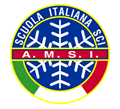 SCUOLA ITALIANA SCI
A. M. S. I.